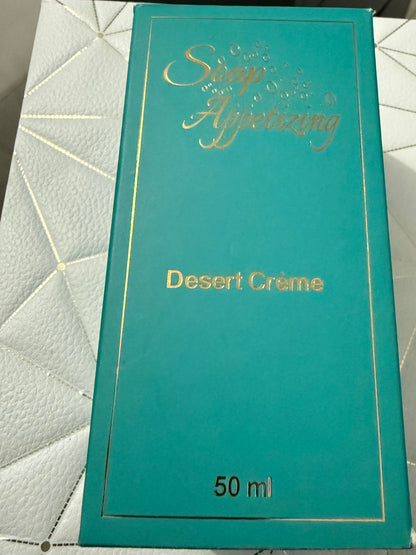 Soap
Appetizing
Desert Crème
50 ml